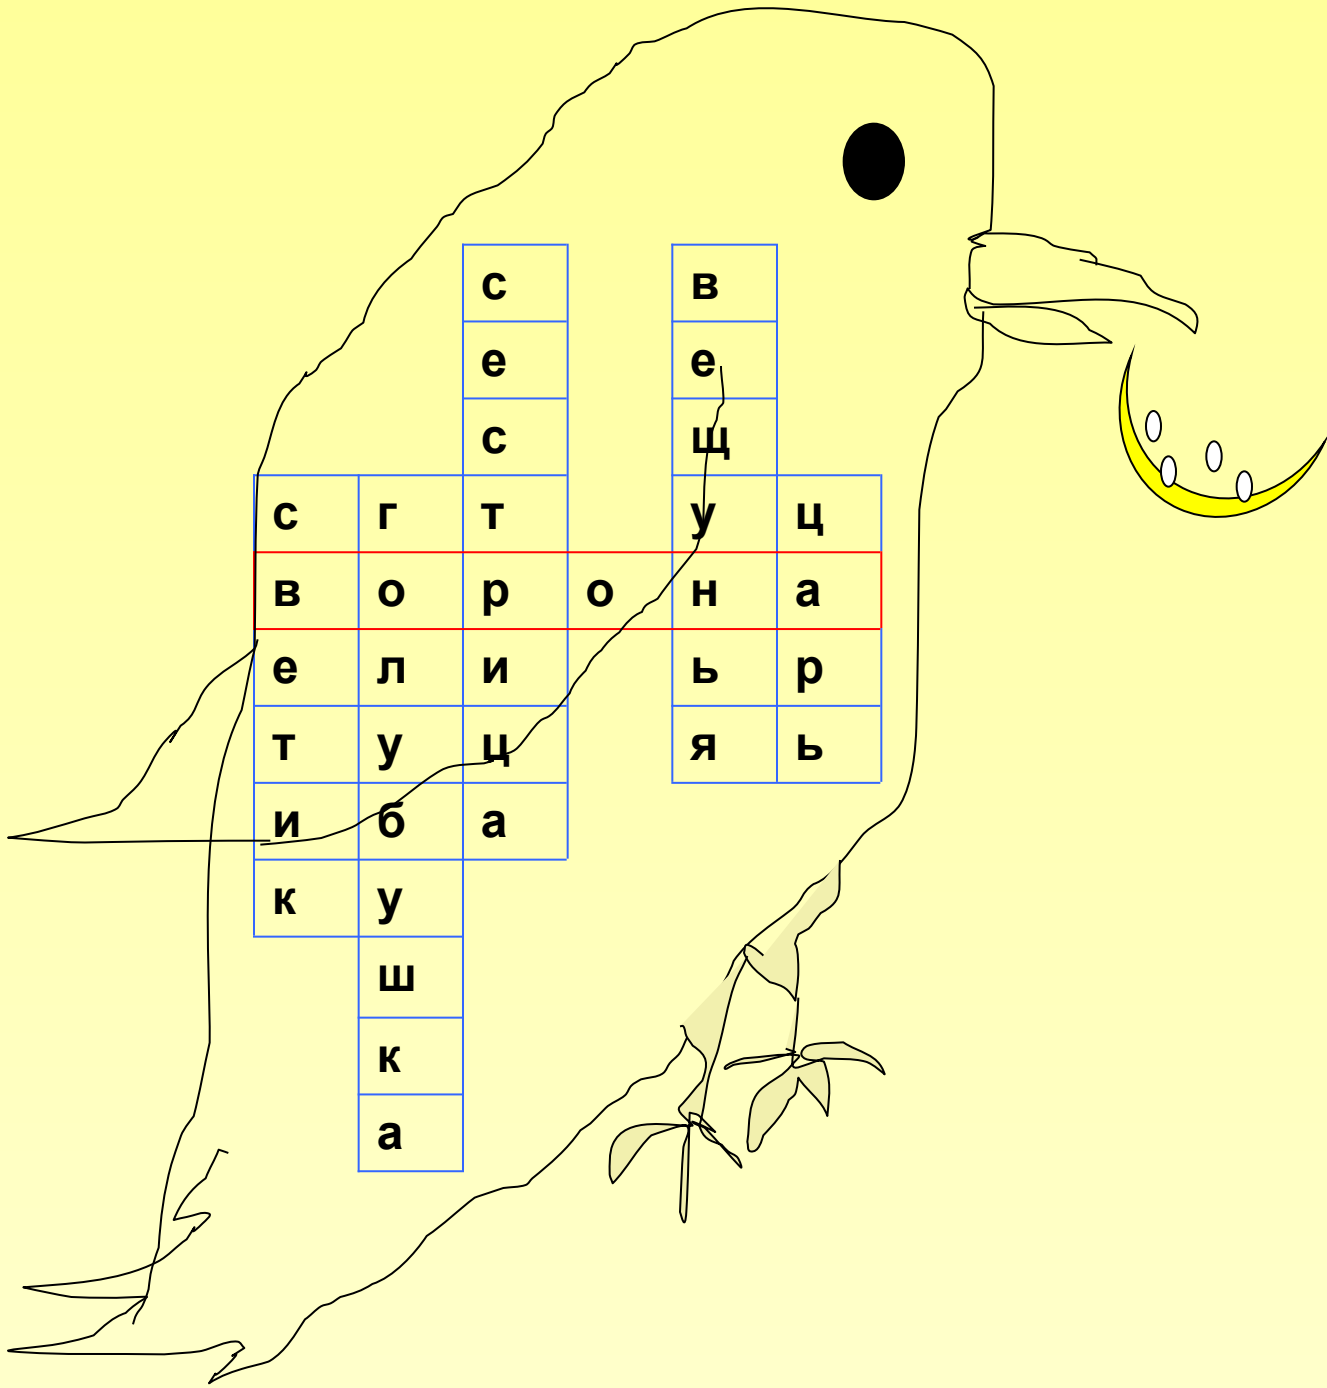 с в
е е
с щ
с г т у ц
в о р о н а
е л и ь р
т у ц я ь
и б а
к у
ш
к
а